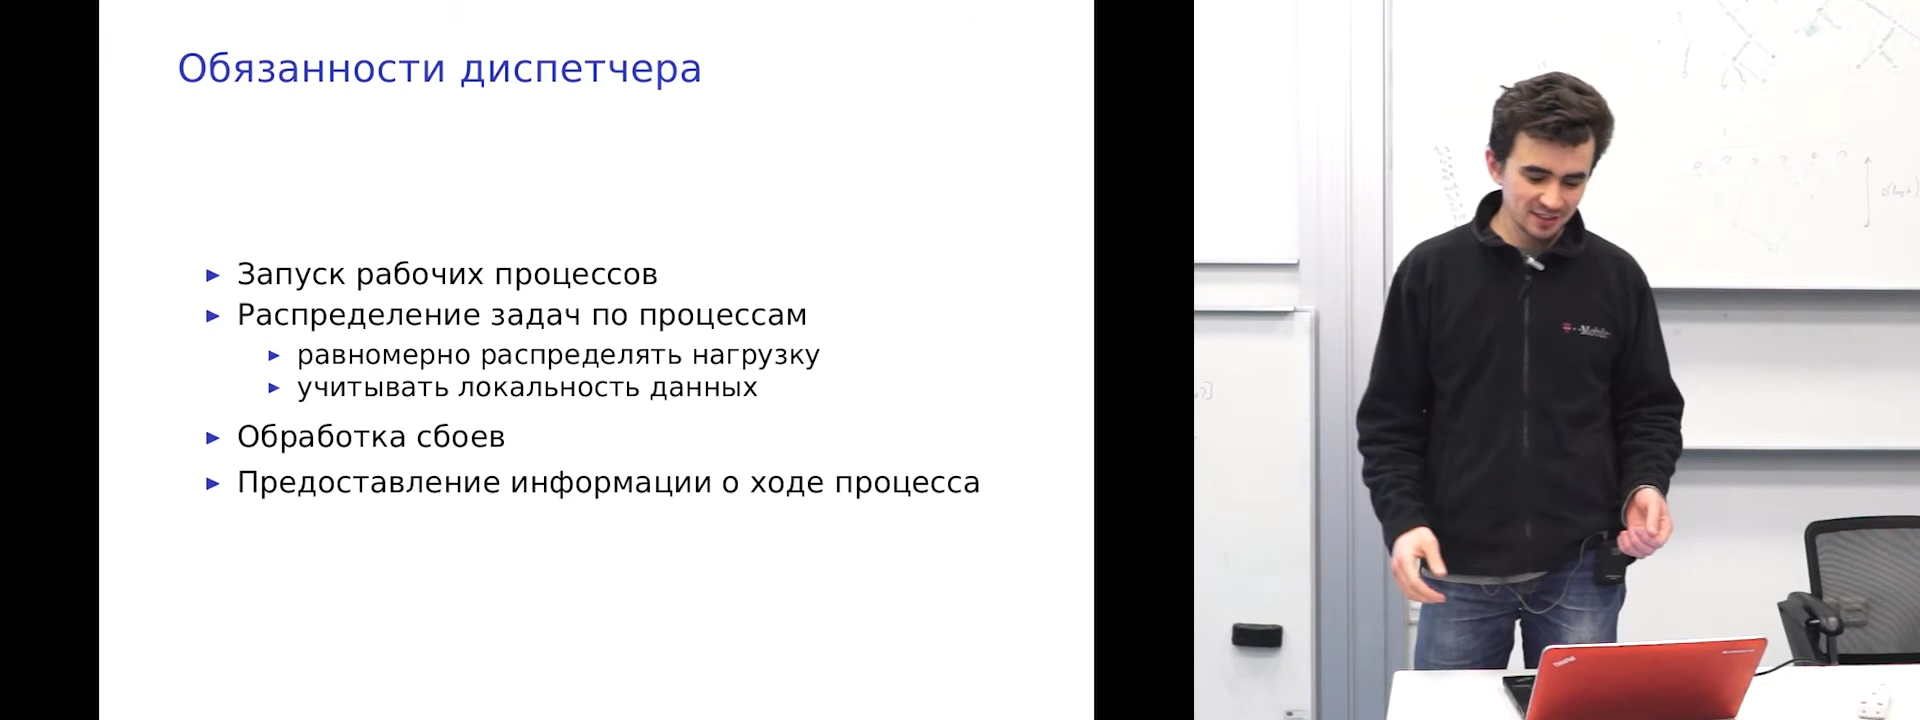 Обязанности диспетчера
Запуск рабочих процессов
Распределение задач по процессам
равномерно распределять нагрузку
учитывать локальность данных
Обработка сбоев
Предоставление информации о ходе процесса
ThinkPad